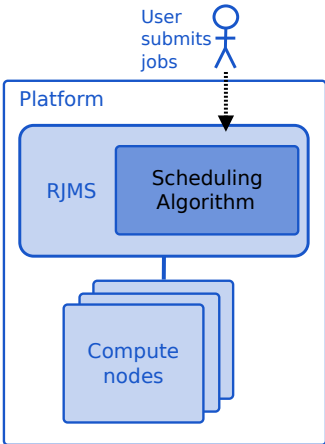 User
submits
jobs
Platform
RJMS
Scheduling
Algorithm
Compute
nodes